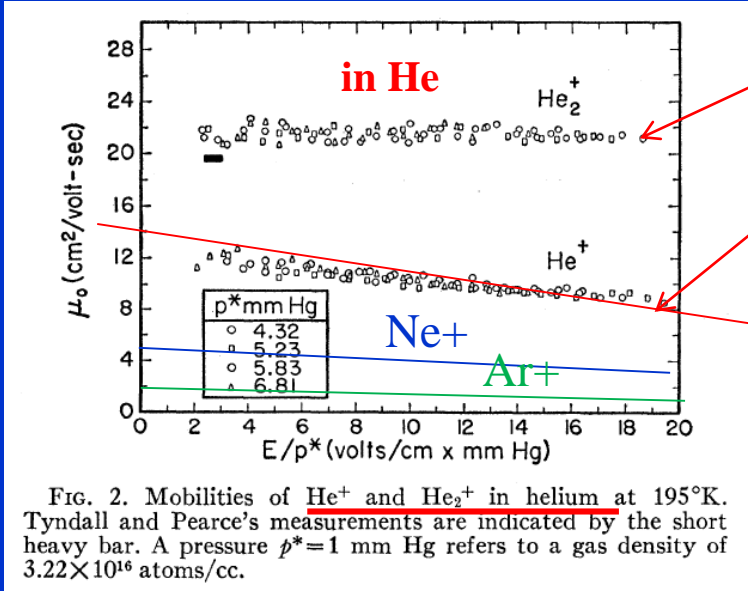 28
24
20
16
12
8
4
0
μ₀ (cm²/volt-sec)
in He
He₂⁺
He⁺
p*mm Hg
○ 4.32
□ 5.23
○ 5.83
△ 6.81
Ne+
Ar+
0 2 4 6 8 10 12 14 16 18 20
E/p* (volts/cm x mm Hg)
FIG. 2. Mobilities of He⁺ and He₂⁺ in helium at 195°K.
Tyndall and Pearce's measurements are indicated by the short
heavy bar. A pressure p*=1 mm Hg refers to a gas density of
3.22×10¹⁶ atoms/cc.